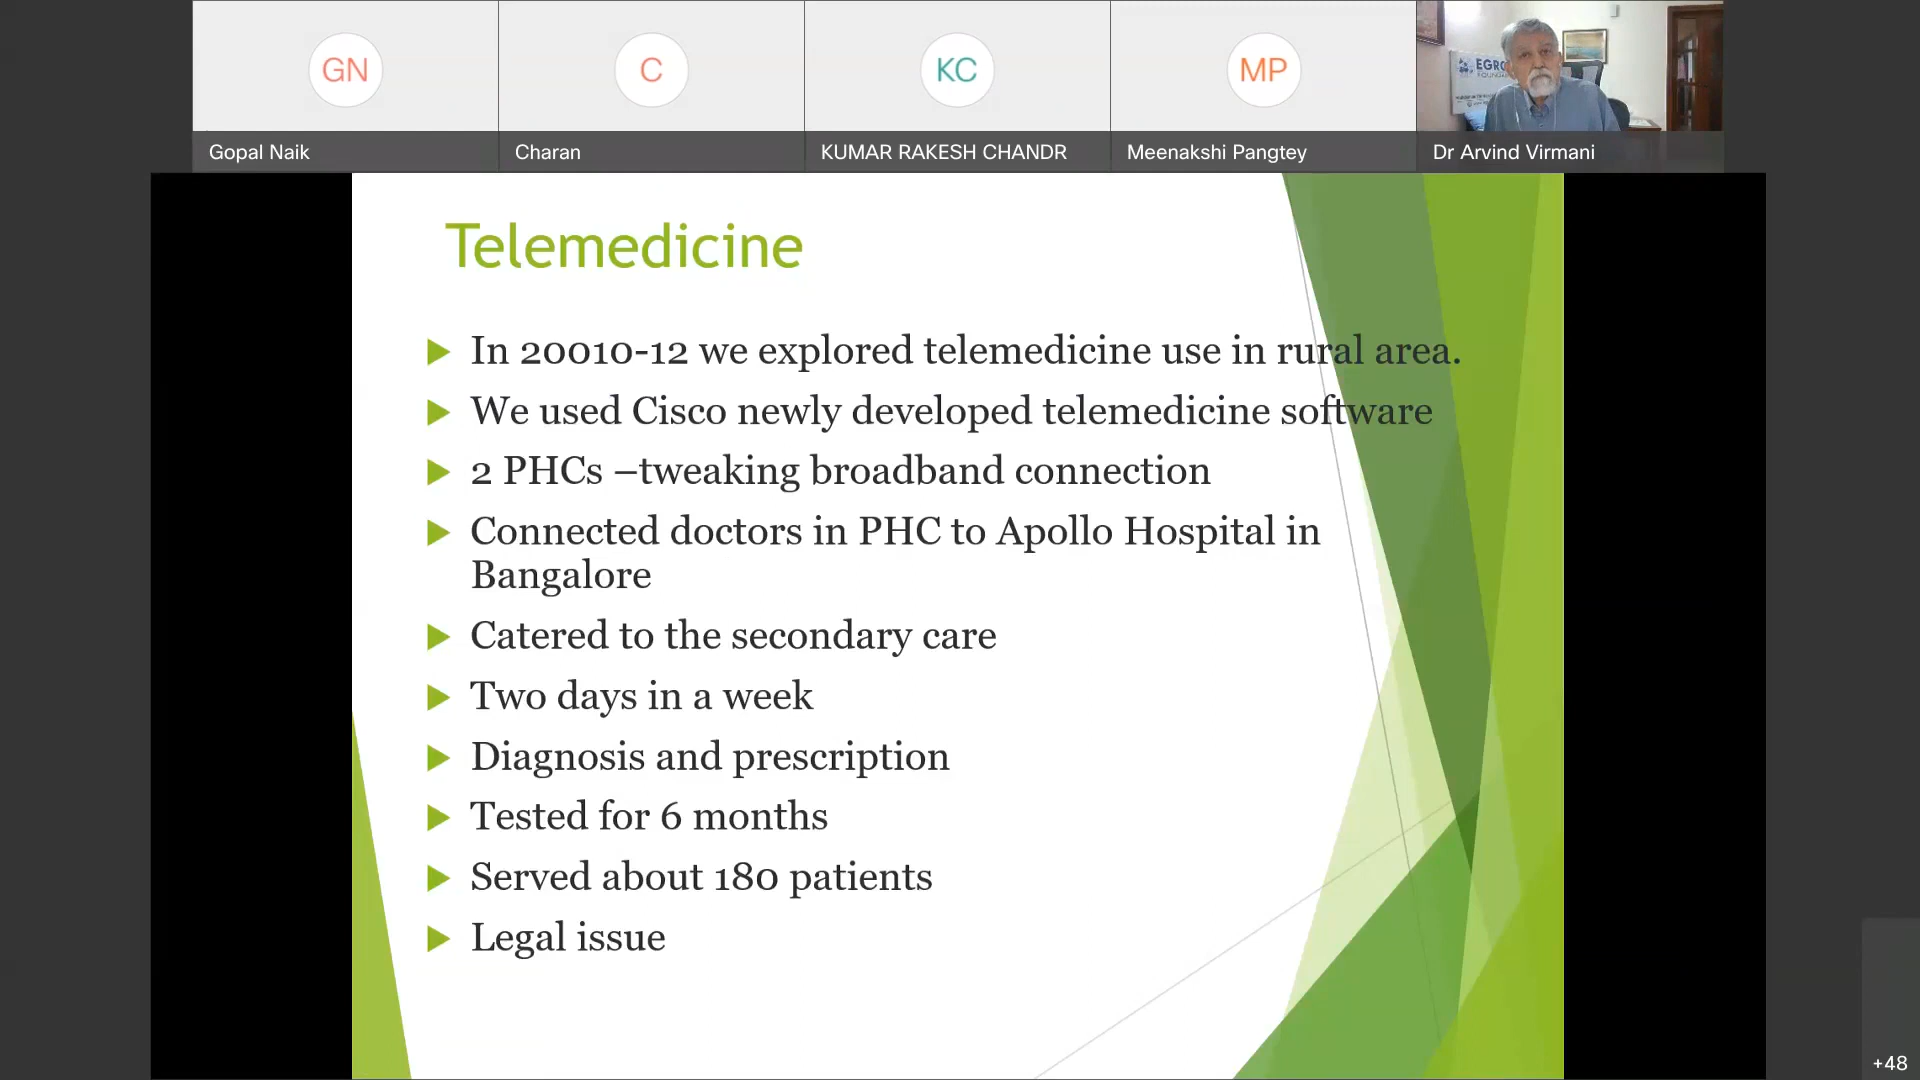 GN
C
KC
MP
EGRO
Gopal Naik
Charan
KUMAR RAKESH CHANDR
Meenakshi Pangtey
Dr Arvind Virmani
Telemedicine
In 20010-12 we explored telemedicine use in rural area.
We used Cisco newly developed telemedicine software
2 PHCs –tweaking broadband connection
Connected doctors in PHC to Apollo Hospital in
Bangalore
Catered to the secondary care
Two days in a week
Diagnosis and prescription
Tested for 6 months
Served about 180 patients
Legal issue
+48